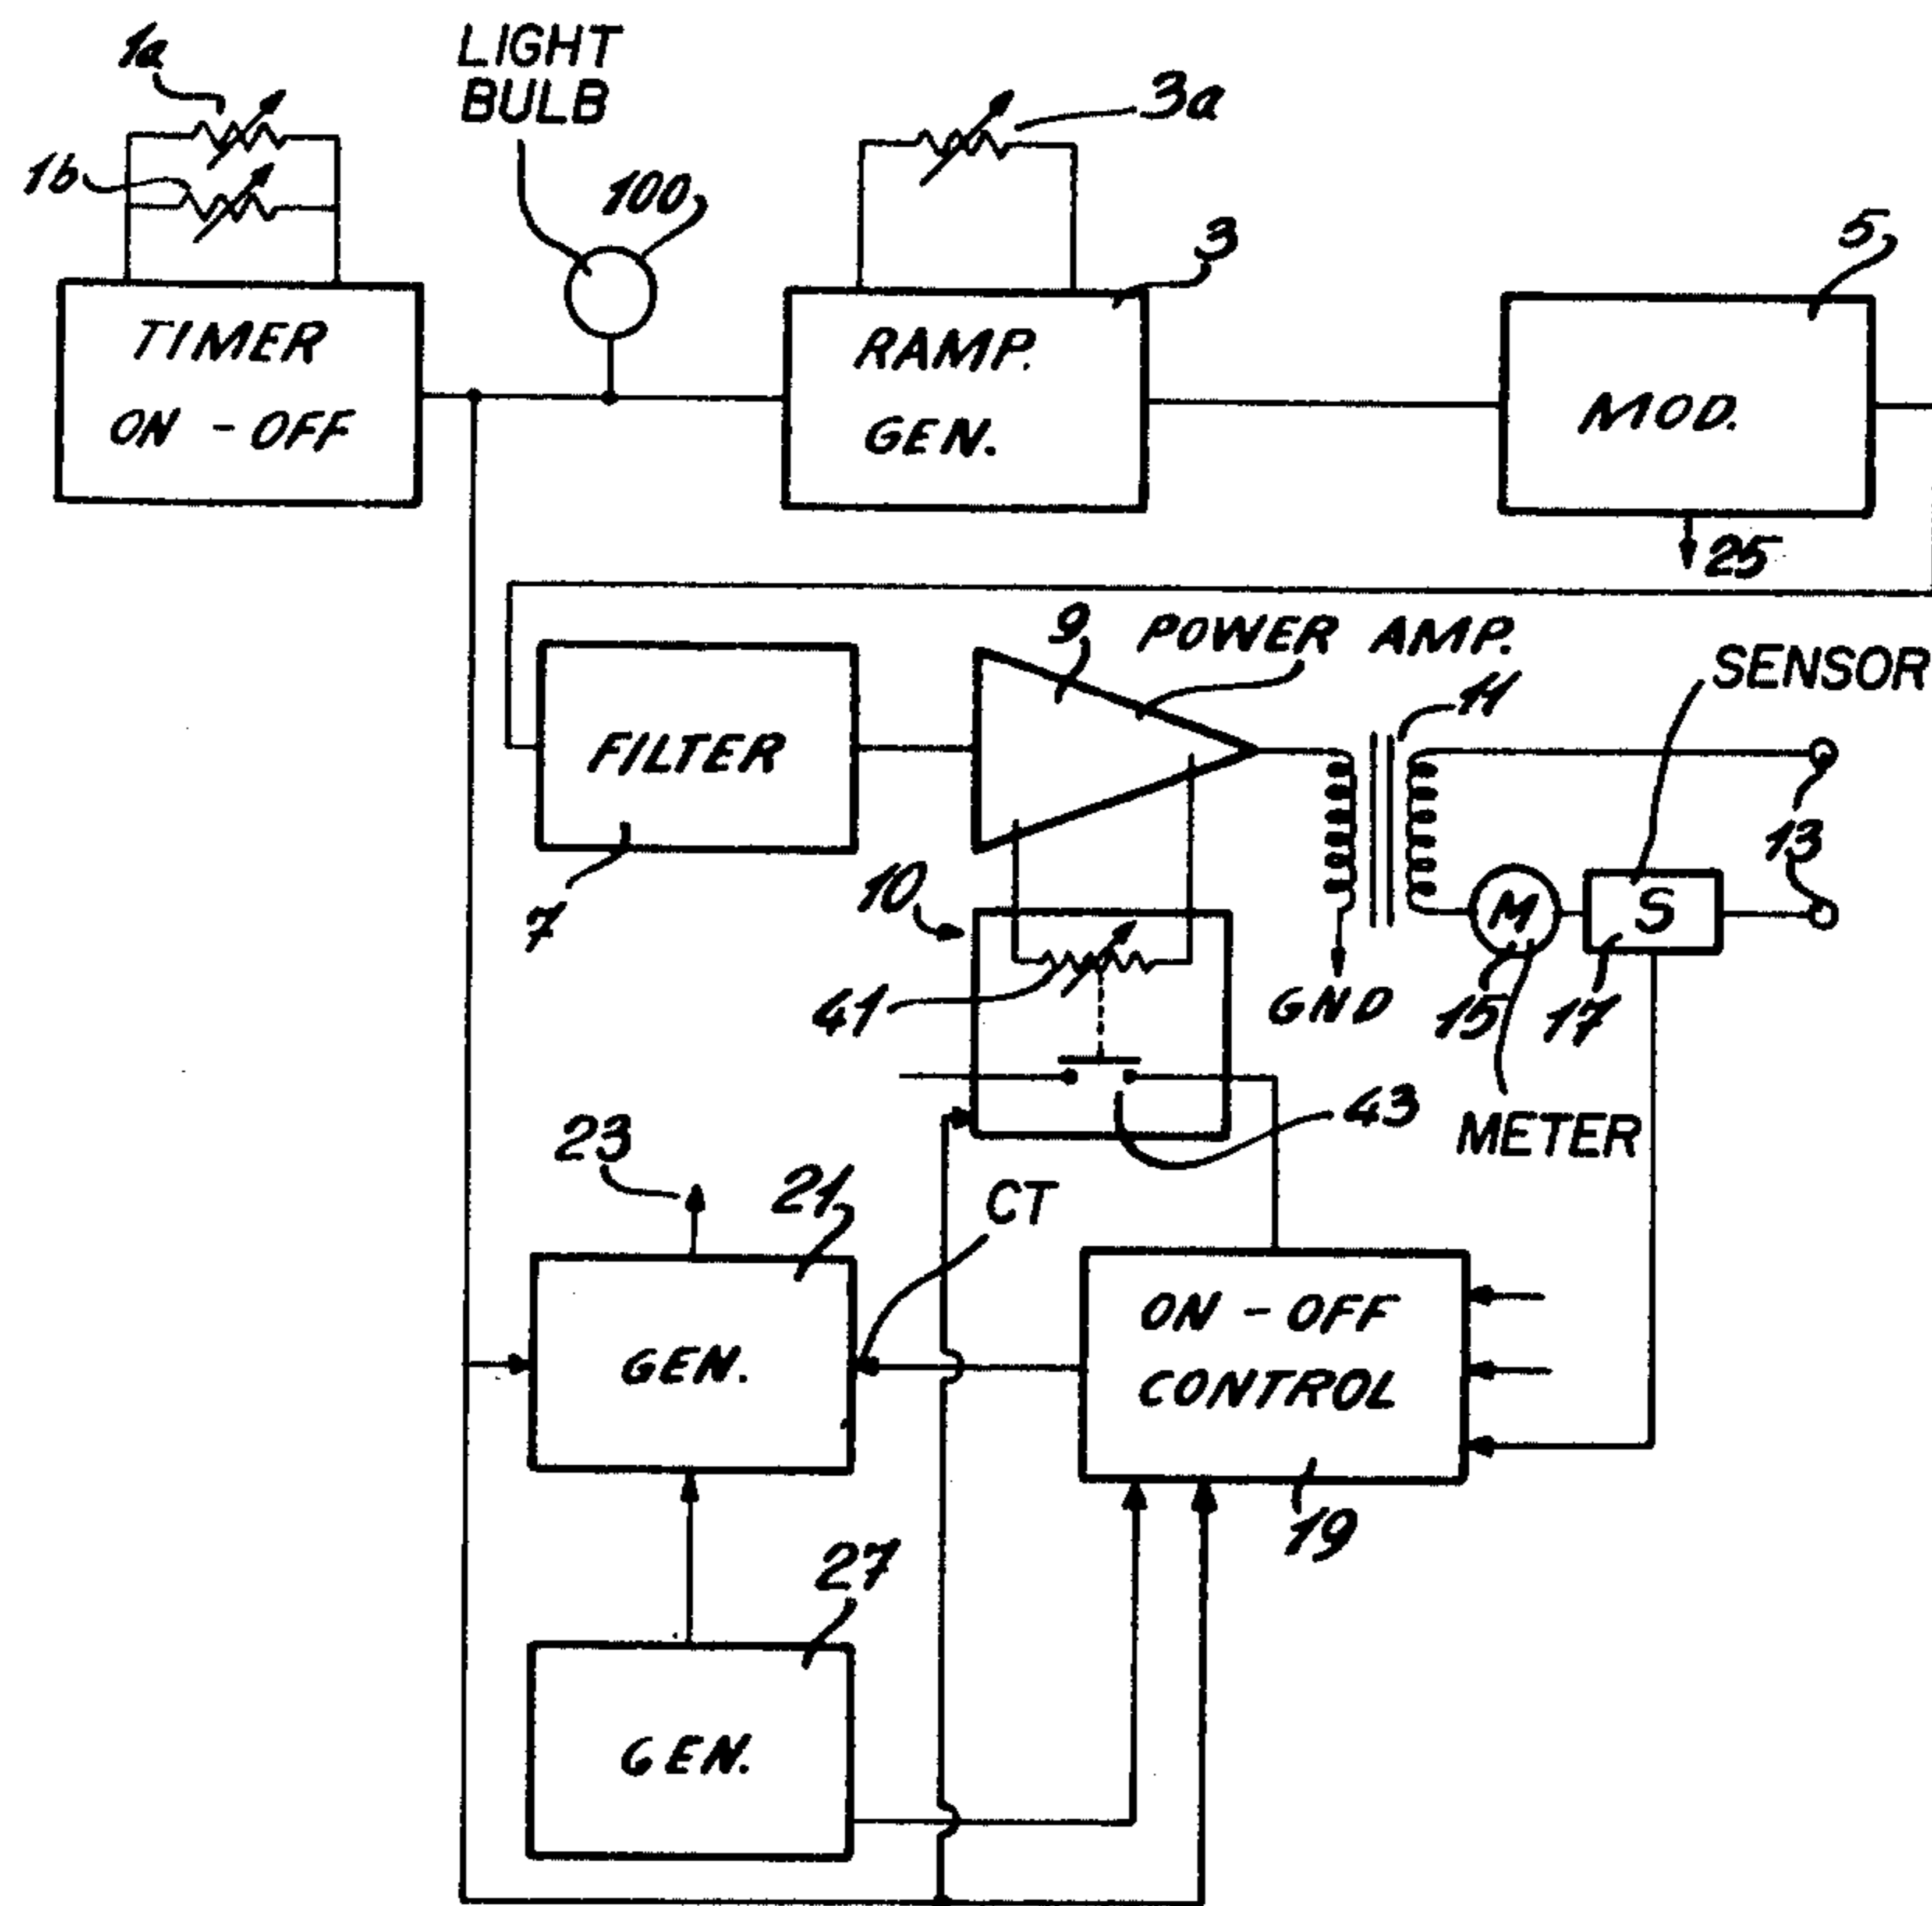 1a
LIGHT
BULB
3a
1b
100
3
5
TIMER
ON - OFF
RAMP.
GEN.
MOD.
25
9
POWER AMP.
SENSOR
11
FILTER
13
10
M
S
7
41
GND
15
17
43
METER
23
21
CT
ON - OFF
CONTROL
GEN.
19
27
GEN.